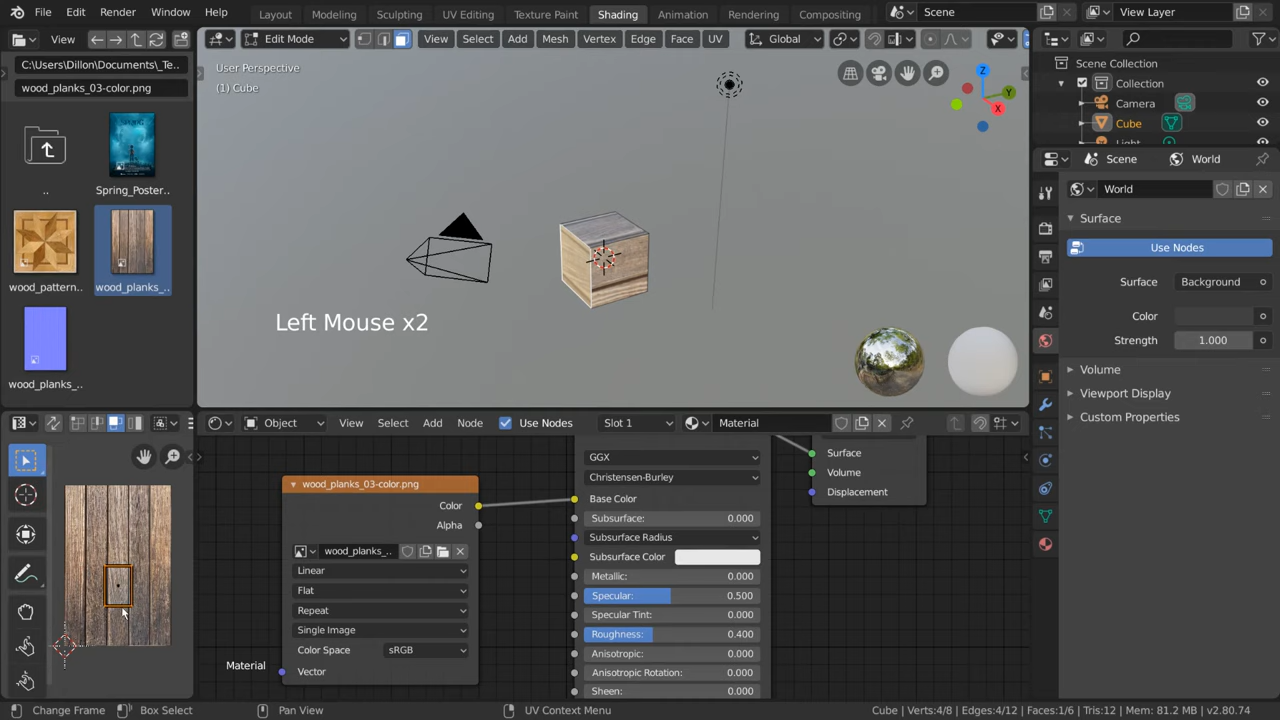 File Edit Render Window Help
Layout Modeling Sculpting UV Editing Texture Paint Shading Animation Rendering Compositing
Scene View Layer
View
C:\Users\Dillon\Documents\_Te..
wood_planks_03-color.png
..
Spring_Poster..
wood_pattern..
wood_planks_..
wood_planks_..
Edit Mode View Select Add Mesh Vertex Edge Face UV Global
User Perspective
(1) Cube
Z
Y
X
Left Mouse x2
Scene Collection
Collection
Camera
Cube
Light
Scene World
World
Surface
Use Nodes
Surface Background
Color
Strength 1.000
Volume
Viewport Display
Custom Properties
Object View Select Add Node Use Nodes Slot 1 Material
wood_planks_03-color.png
Color
Alpha
wood_planks_..
Linear
Flat
Repeat
Single Image
Color Space sRGB
Vector
Material
GGX
Christensen-Burley
Base Color
Subsurface: 0.000
Subsurface Radius
Subsurface Color
Metallic: 0.000
Specular: 0.500
Specular Tint: 0.000
Roughness: 0.400
Anisotropic: 0.000
Anisotropic Rotation: 0.000
Sheen: 0.000
Surface
Volume
Displacement
Change Frame Box Select Pan View UV Context Menu
Cube | Verts:4/8 | Edges:4/12 | Faces:1/6 | Tris:12 | Mem: 81.2 MB | v2.80.74